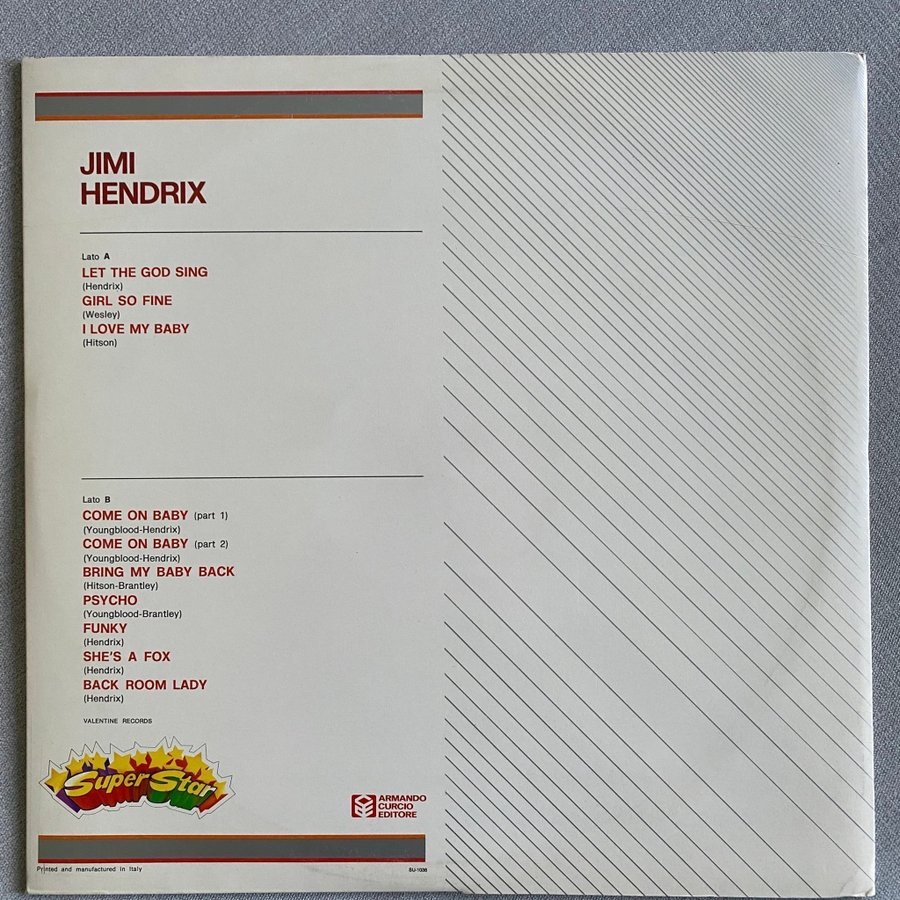 JIMI
HENDRIX
Lato A
LET THE GOD SING
(Hendrix)
GIRL SO FINE
(Wesley)
I LOVE MY BABY
(Hitson)
Lato B
COME ON BABY (part 1)
(Youngblood-Hendrix)
COME ON BABY (part 2)
(Youngblood-Hendrix)
BRING MY BABY BACK
(Hitson-Brantley)
PSYCHO
(Youngblood-Brantley)
FUNKY
(Hendrix)
SHE'S A FOX
(Hendrix)
BACK ROOM LADY
(Hendrix)
VALENTINE RECORDS
Super Star
ARMANDO
CURCIO
EDITORE
Printed and manufactured in Italy